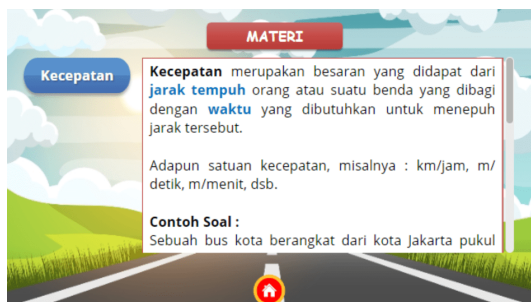 MATERI
Kecepatan
Kecepatan merupakan besaran yang didapat dari
jarak tempuh orang atau suatu benda yang dibagi
dengan waktu yang dibutuhkan untuk menepuh
jarak tersebut.
Adapun satuan kecepatan, misalnya : km/jam, m/
detik, m/menit, dsb.
Contoh Soal :
Sebuah bus kota berangkat dari kota Jakarta pukul